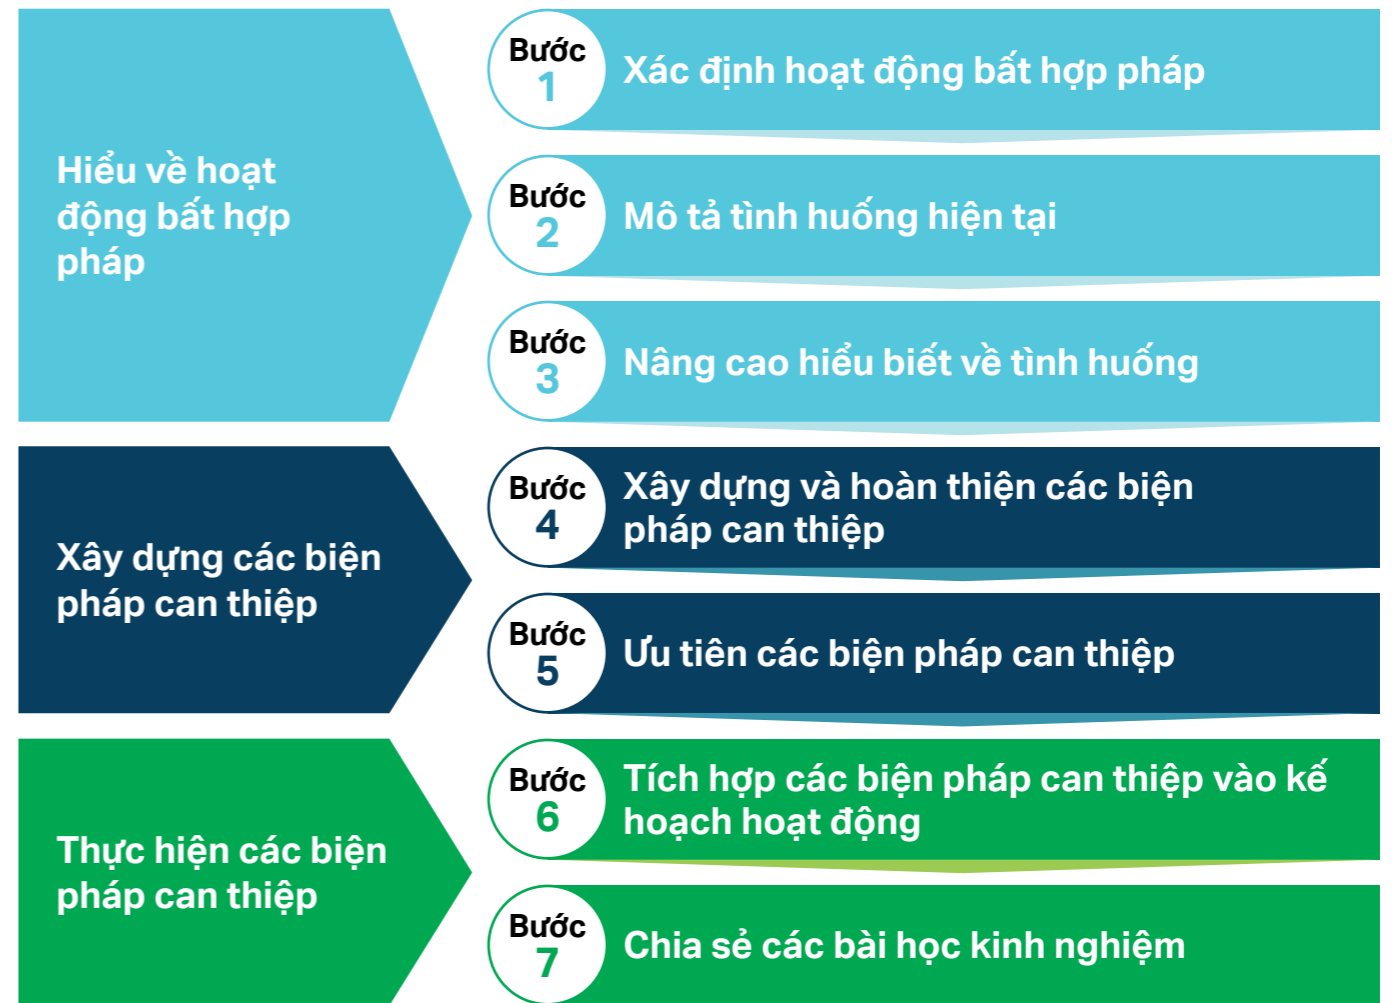 Hiểu về hoạt
động bất hợp
pháp
Bước
1
Xác định hoạt động bất hợp pháp
Bước
2
Mô tả tình huống hiện tại
Bước
3
Nâng cao hiểu biết về tình huống
Xây dựng các biện
pháp can thiệp
Bước
4
Xây dựng và hoàn thiện các biện
pháp can thiệp
Bước
5
Ưu tiên các biện pháp can thiệp
Thực hiện các biện
pháp can thiệp
Bước
6
Tích hợp các biện pháp can thiệp vào kế
hoạch hoạt động
Bước
7
Chia sẻ các bài học kinh nghiệm